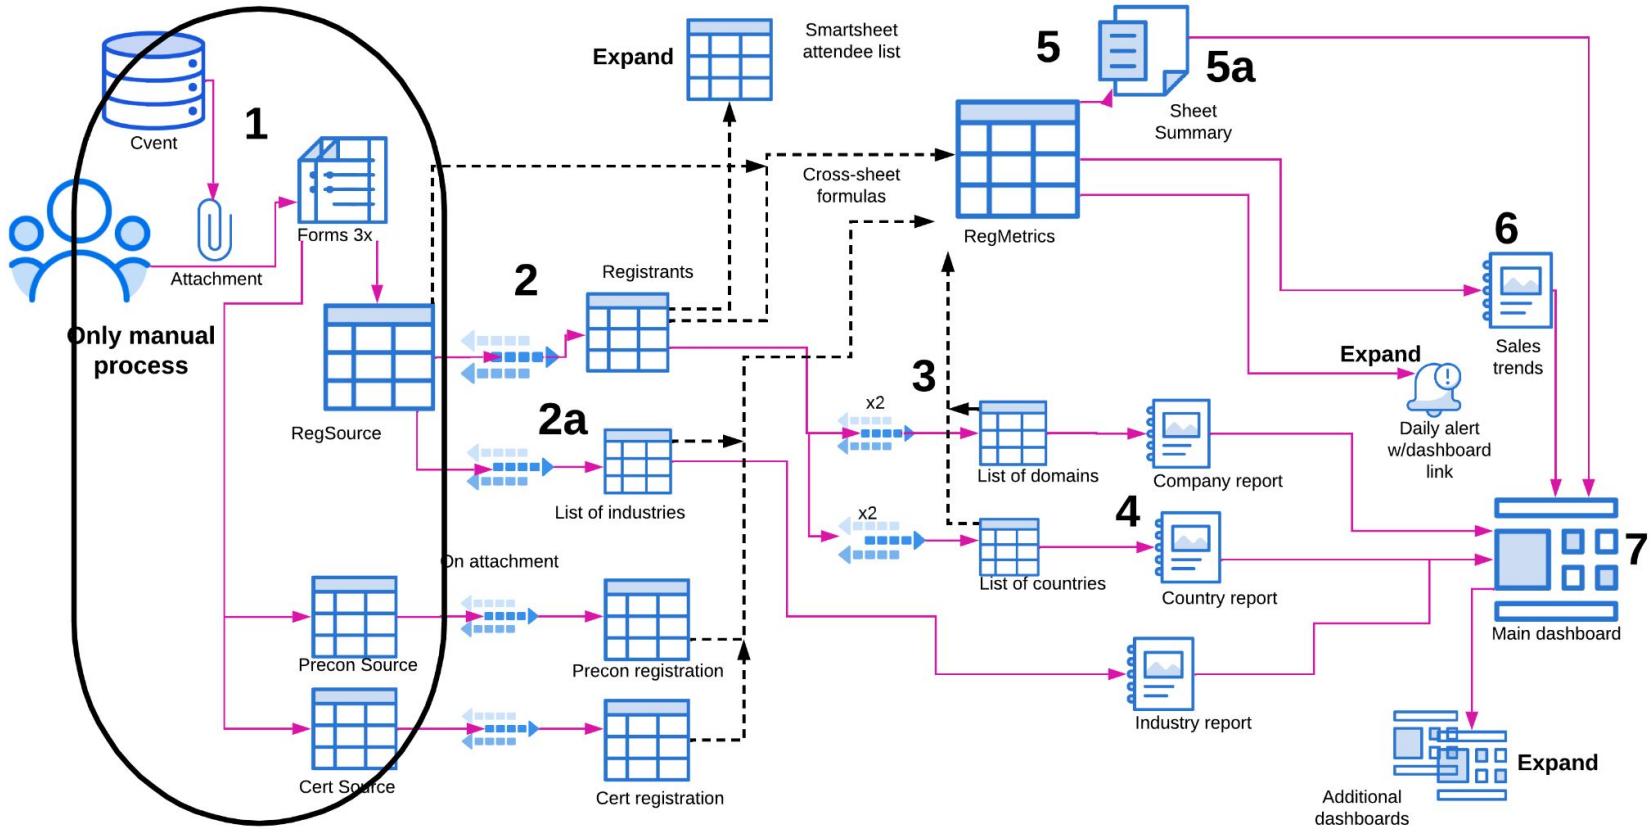 Cvent
1
Attachment
Forms 3x
Only manual
process
RegSource
Precon Source
Cert Source
Expand
Smartsheet
attendee list
2
Registrants
2a
List of industries
On attachment
Precon registration
Cert registration
Cross-sheet
formulas
5
5a
Sheet
Summary
RegMetrics
3
x2
List of domains
Company report
x2
4
List of countries
Country report
Industry report
6
Sales
trends
Expand
Daily alert
w/dashboard
link
7
Main dashboard
Expand
Additional
dashboards